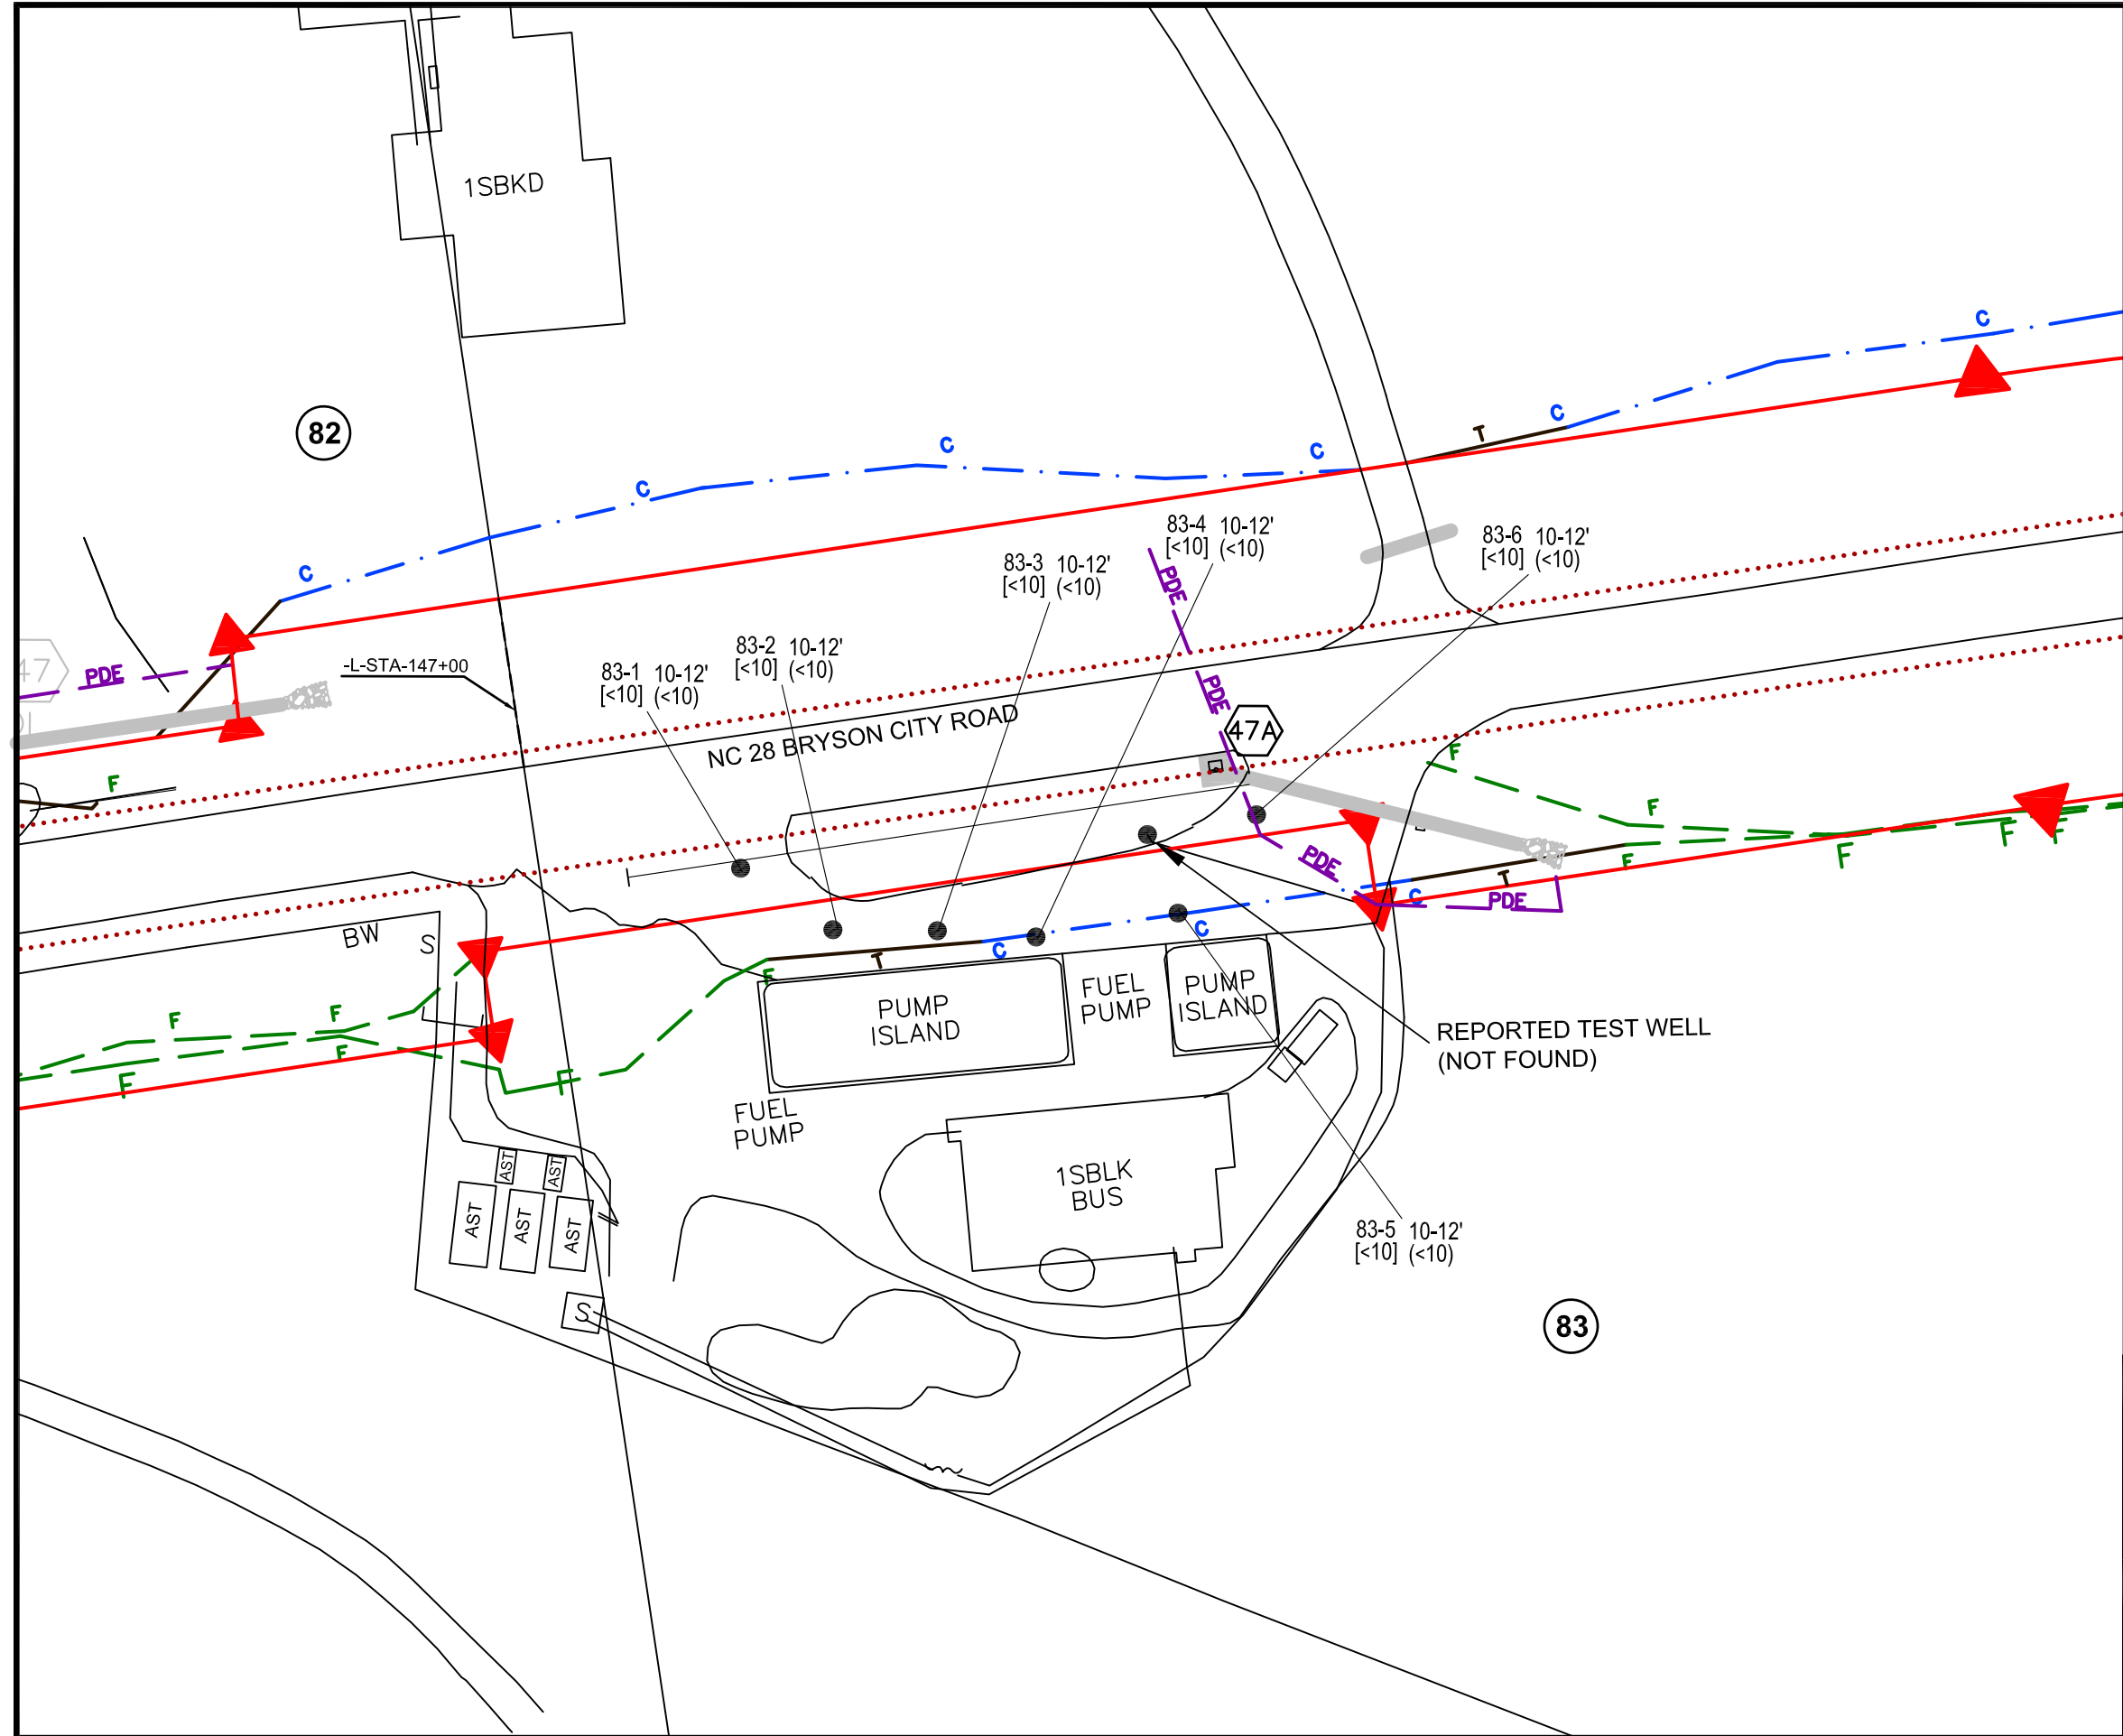 1SBKD
C
C
T
C
C
C
C
82
C
83-4 10-12'
[<10] (<10)
83-6 10-12'
[<10] (<10)
83-3 10-12'
[<10] (<10)
PDE
83-2 10-12'
[<10] (<10)
83-1 10-12'
[<10] (<10)
-L-STA-147+00
47
PDE
PDE
NC 28 BRYSON CITY ROAD
47A
F
F
F
F
F
F
F
F
PDE
T
C
PDE
C
BW
S
C
T
F
PUMP
ISLAND
FUEL
PUMP
PUMP
ISLAND
F
F
F
F
F
REPORTED TEST WELL
(NOT FOUND)
FUEL
PUMP
AST
AST
AST
AST
AST
1SBLK
BUS
83-5 10-12'
[<10] (<10)
S
83